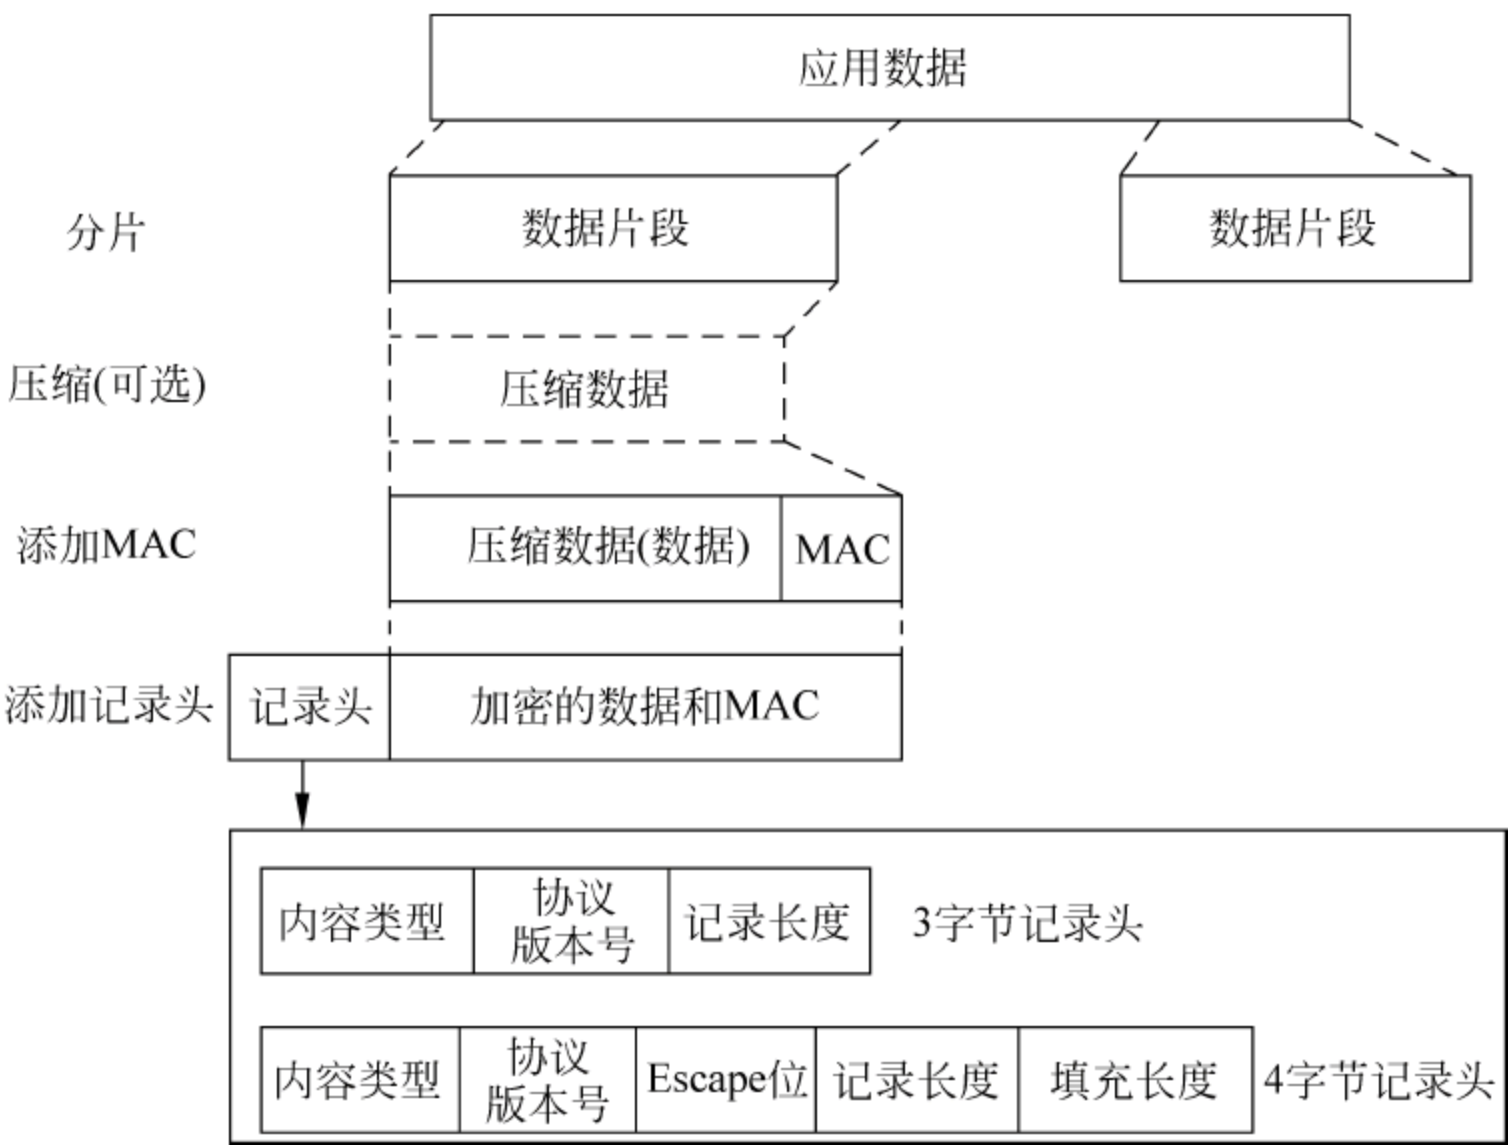 应用数据
分片
数据片段
数据片段
压缩(可选)
压缩数据
添加MAC
压缩数据(数据)
MAC
添加记录头
记录头
加密的数据和MAC
内容类型
协议
版本号
记录长度
3字节记录头
内容类型
协议
版本号
Escape位
记录长度
填充长度
4字节记录头